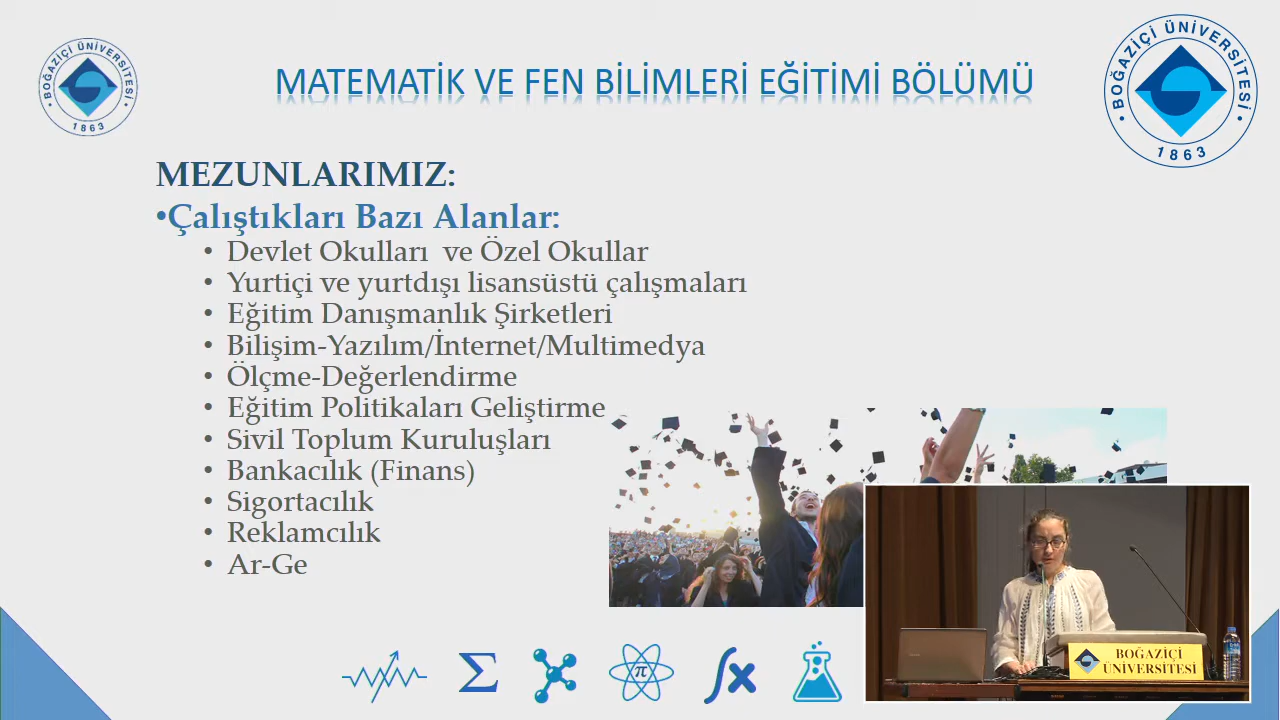 BOĞAZİÇİ ÜNİVERSİTESİ
1863
MATEMATİK VE FEN BİLİMLERİ EĞİTİMİ BÖLÜMÜ
BOĞAZİÇİ ÜNİVERSİTESİ
1863
MEZUNLARIMIZ:
•Çalıştıkları Bazı Alanlar:
• Devlet Okulları ve Özel Okullar
• Yurtiçi ve yurtdışı lisansüstü çalışmaları
• Eğitim Danışmanlık Şirketleri
• Bilişim-Yazılım/İnternet/Multimedya
• Ölçme-Değerlendirme
• Eğitim Politikaları Geliştirme
• Sivil Toplum Kuruluşları
• Bankacılık (Finans)
• Sigortacılık
• Reklamcılık
• Ar-Ge
Σ
π
ƒx
BOĞAZİÇİ
ÜNİVERSİTESİ